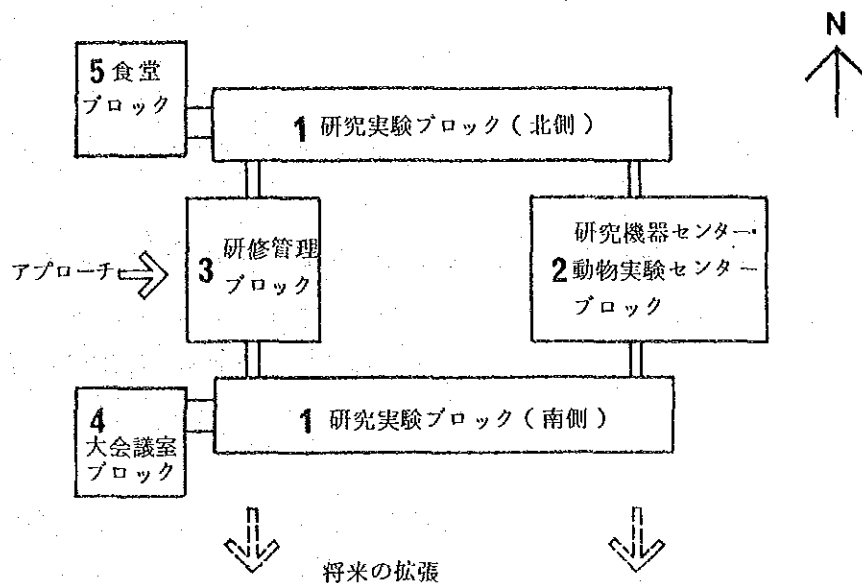 N
5 食堂
ブロック
1 研究実験ブロック（北側）
3 研修管理
ブロック
アプローチ
研究機器センター・
2 動物実験センター
ブロック
1 研究実験ブロック（南側）
4
大会議室
ブロック
将来の拡張